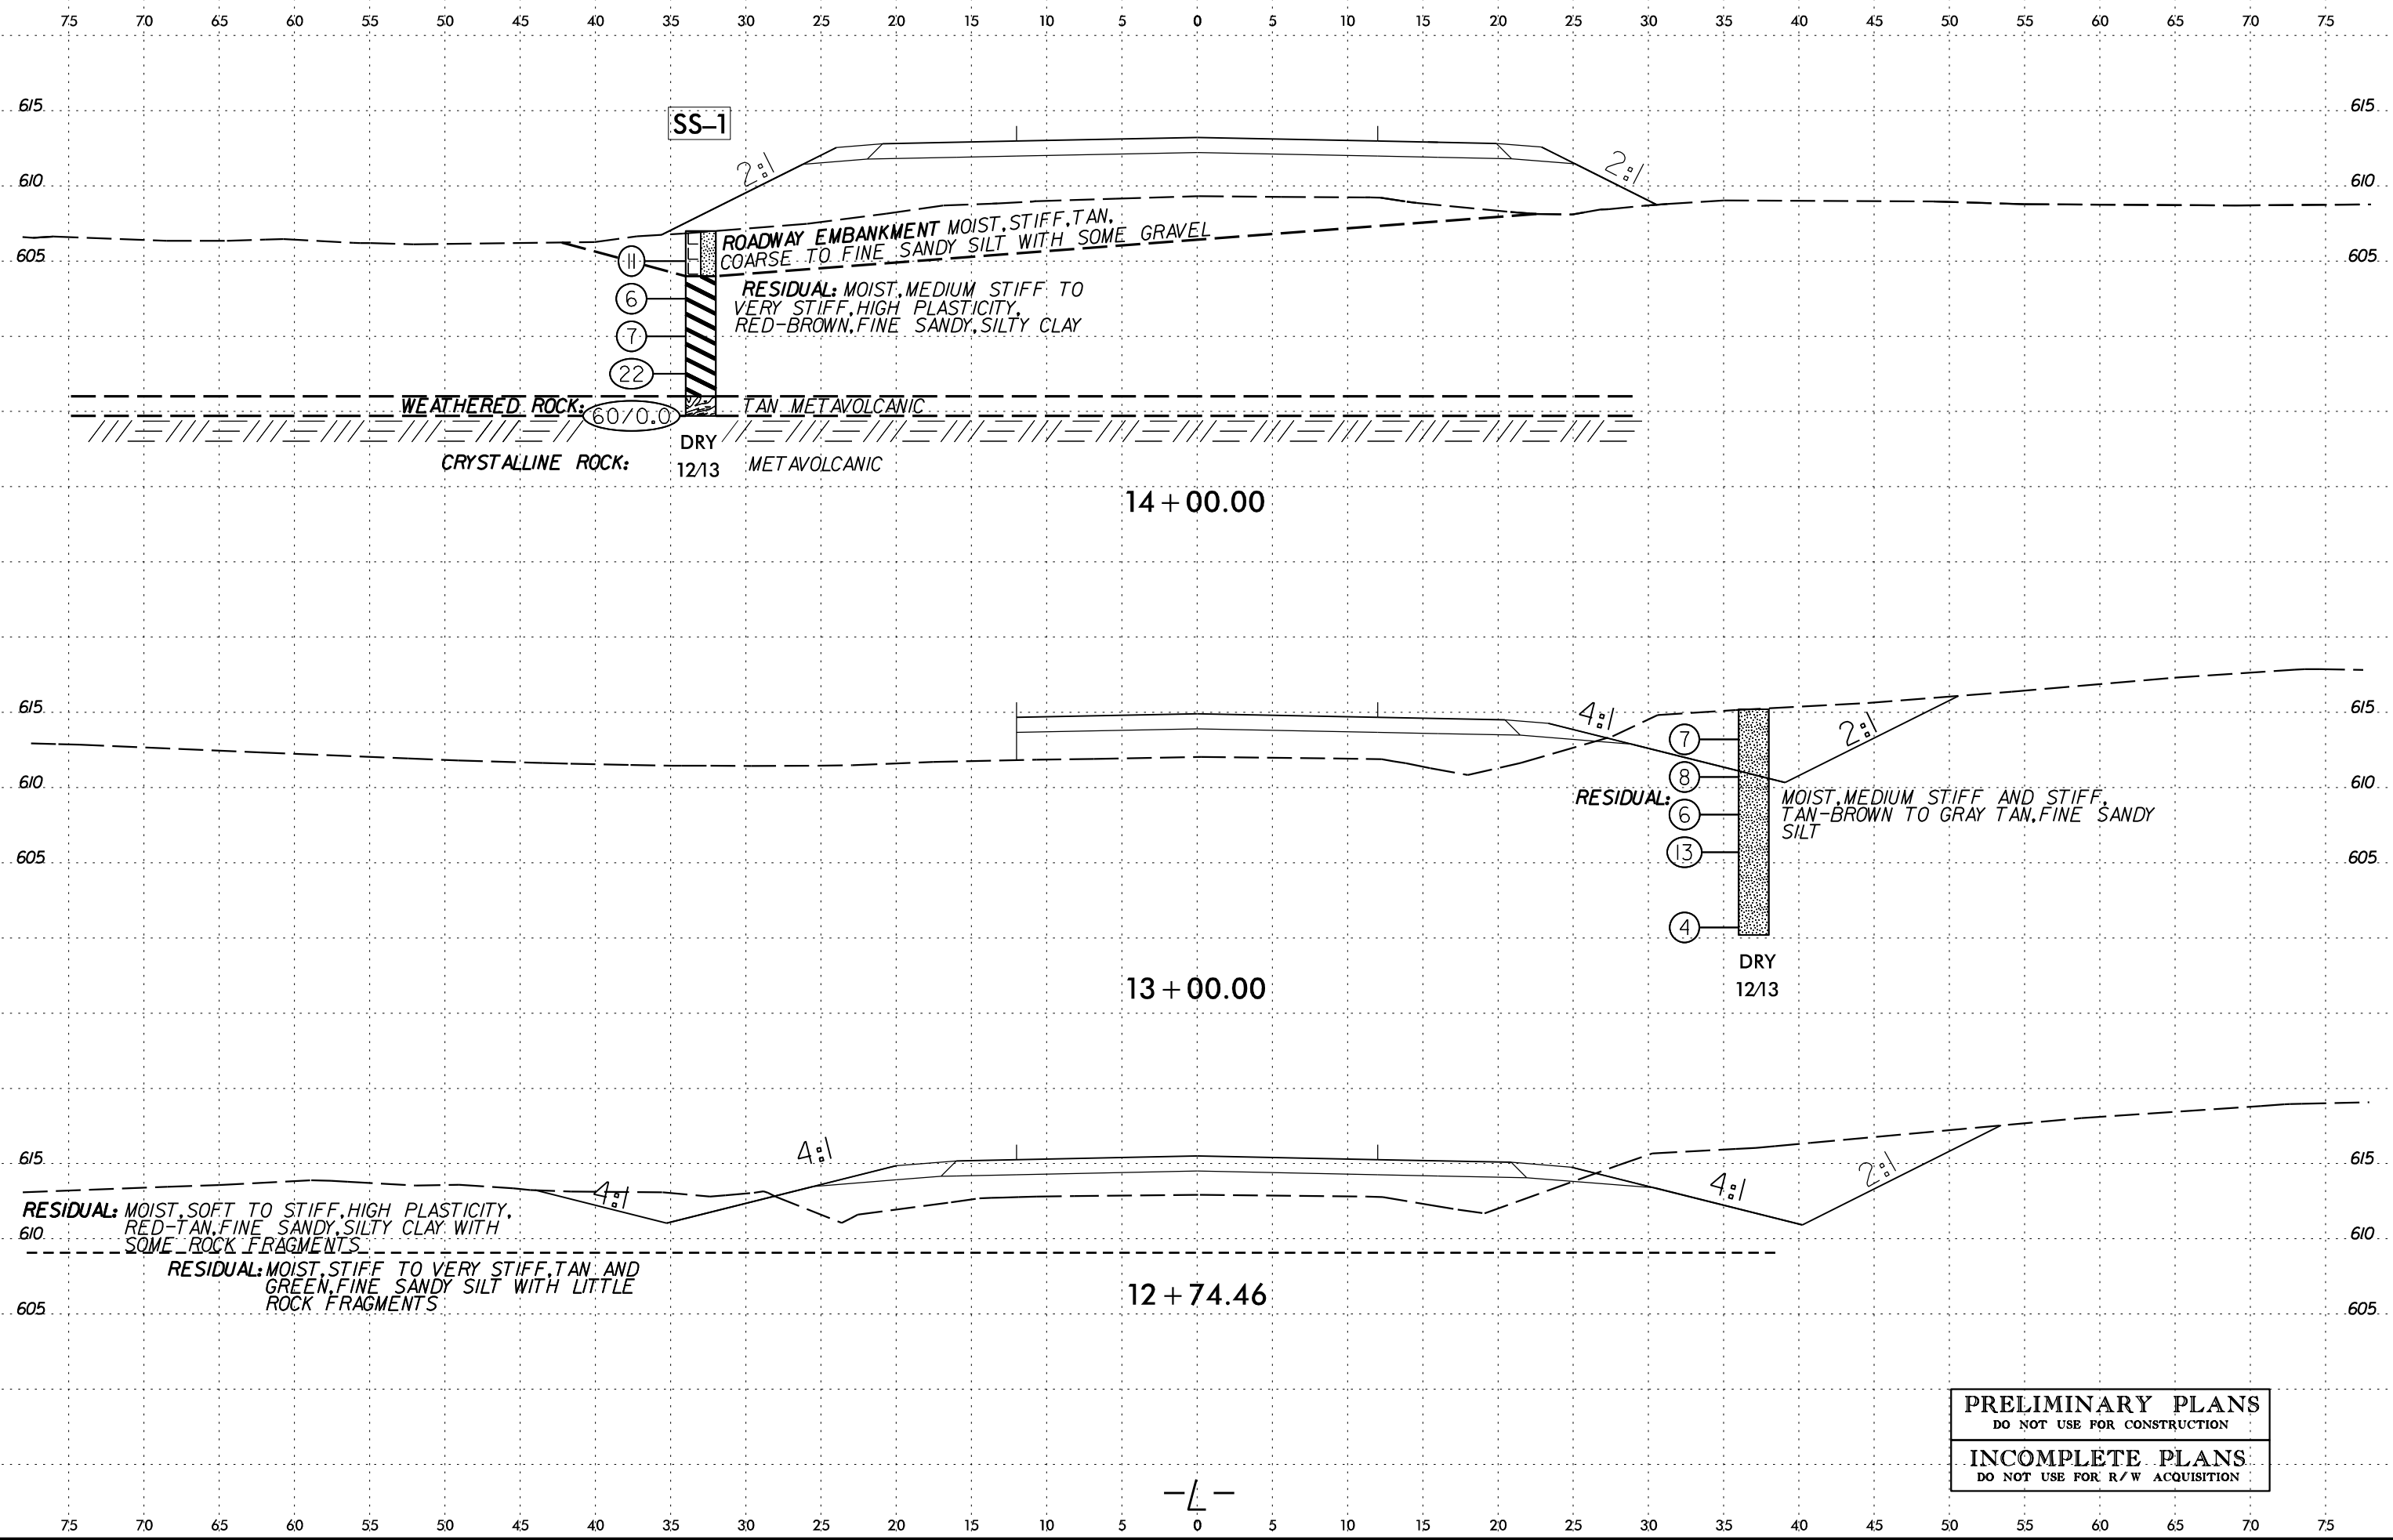 75 70 65 60 55 50 45 40 35 30 25 20 15 10 5 0 5 10 15 20 25 30 35 40 45 50 55 60 65 70 75
615 615
SS-1
2:1 2:1
610 610
ROADWAY EMBANKMENT MOIST, STIFF, TAN,
COARSE TO FINE SANDY SILT WITH SOME GRAVEL
605 605
11
RESIDUAL: MOIST, MEDIUM STIFF TO
VERY STIFF, HIGH PLASTICITY,
RED-BROWN, FINE SANDY, SILTY CLAY
6
7
22
WEATHERED ROCK: TAN METAVOLCANIC
60/0.0
DRY
12/13
CRYSTALLINE ROCK: METAVOLCANIC
14+00.00
615 615
4:1 2:1
7
610 610
8
RESIDUAL: MOIST, MEDIUM STIFF AND STIFF,
TAN-BROWN TO GRAY TAN, FINE SANDY
SILT
6
13
605 605
4
DRY
12/13
13+00.00
615 615
4:1
4:1 4:1 2:1
RESIDUAL: MOIST, SOFT TO STIFF, HIGH PLASTICITY,
RED-TAN, FINE SANDY, SILTY CLAY WITH
SOME ROCK FRAGMENTS
610 610
RESIDUAL: MOIST, STIFF TO VERY STIFF, TAN AND
GREEN, FINE SANDY SILT WITH LITTLE
ROCK FRAGMENTS
605 605
12+74.46
PRELIMINARY PLANS
DO NOT USE FOR CONSTRUCTION
INCOMPLETE PLANS
DO NOT USE FOR R/W ACQUISITION
-L-
75 70 65 60 55 50 45 40 35 30 25 20 15 10 5 0 5 10 15 20 25 30 35 40 45 50 55 60 65 70 75